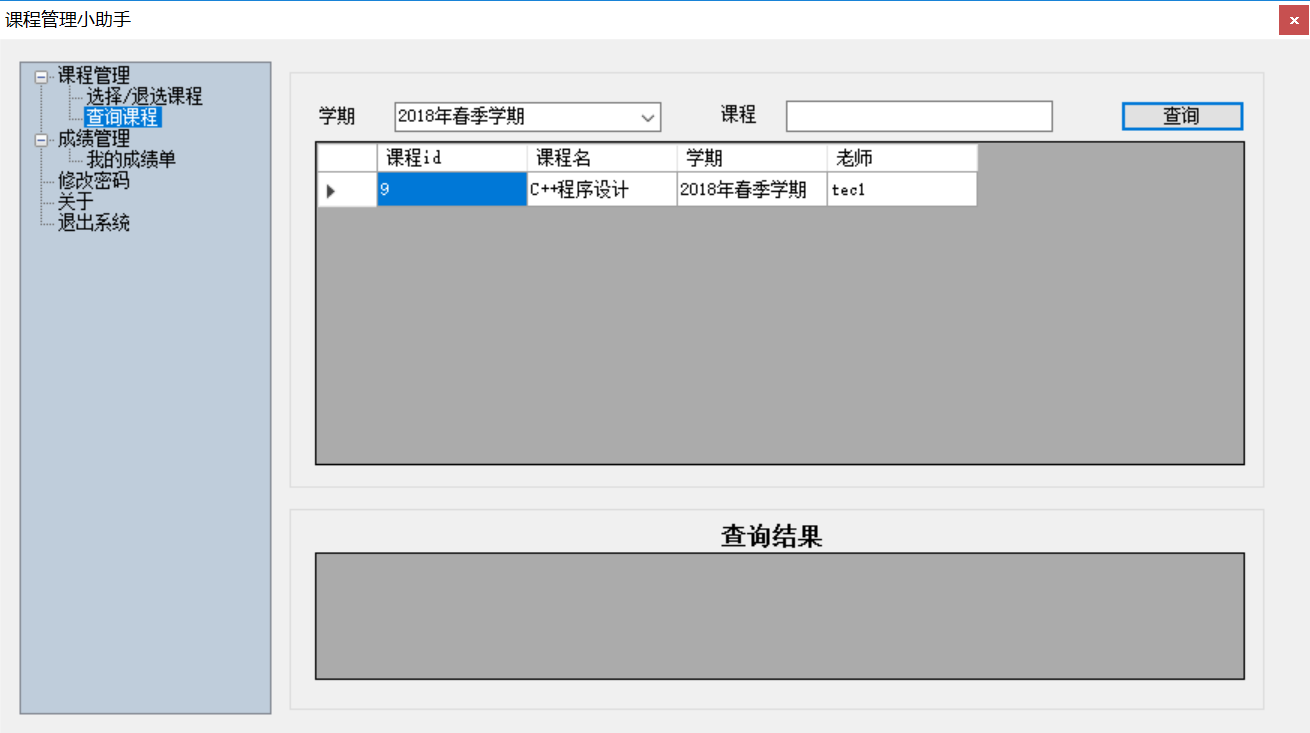 课程管理小助手
课程管理
选择/退选课程
查询课程
成绩管理
我的成绩单
修改密码
关于
退出系统
学期 2018年春季学期 课程 查询
课程id 课程名 学期 老师
9 C++程序设计 2018年春季学期 tec1
查询结果